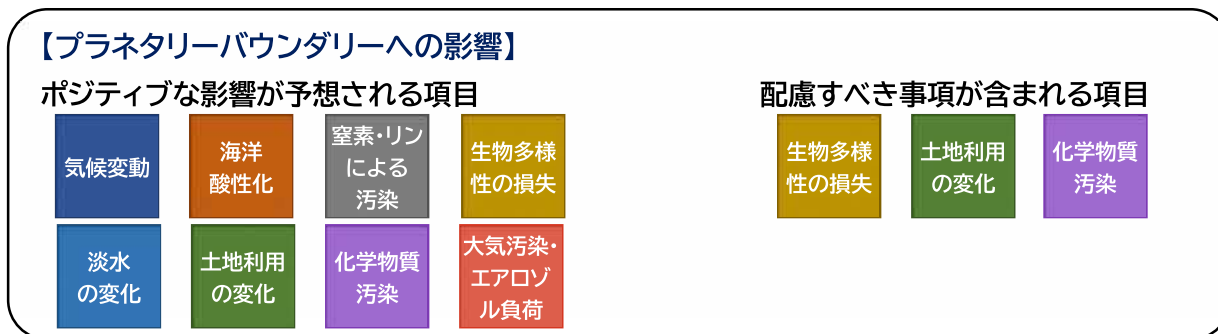 【プラネタリーバウンダリーへの影響】
ポジティブな影響が予想される項目
気候変動
海洋
酸性化
窒素・リン
による
汚染
生物多様
性の損失
淡水
の変化
土地利用
の変化
化学物質
汚染
大気汚染・
エアロゾ
ル負荷
配慮すべき事項が含まれる項目
生物多様
性の損失
土地利用
の変化
化学物質
汚染